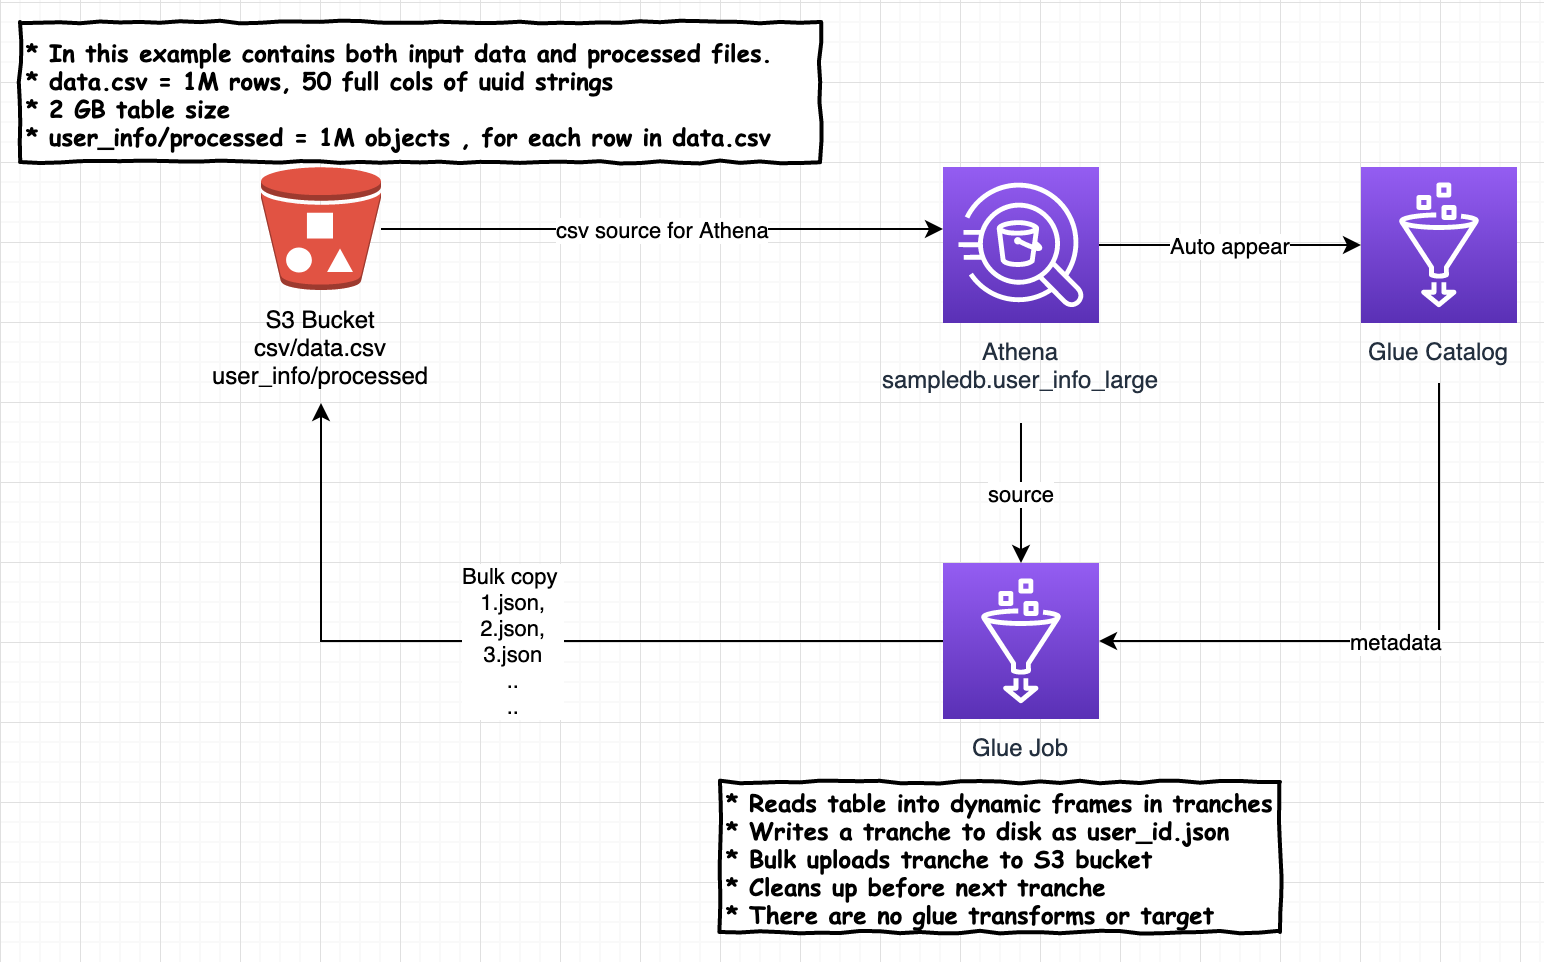 * In this example contains both input data and processed files.
* data.csv = 1M rows, 50 full cols of uuid strings
* 2 GB table size
* user_info/processed = 1M objects , for each row in data.csv
csv source for Athena
Auto appear
S3 Bucket
csv/data.csv
user_info/processed
Athena
sampledb.user_info_large
Glue Catalog
source
Bulk copy
1.json,
2.json,
3.json
..
..
metadata
Glue Job
* Reads table into dynamic frames in tranches
* Writes a tranche to disk as user_id.json
* Bulk uploads tranche to S3 bucket
* Cleans up before next tranche
* There are no glue transforms or target